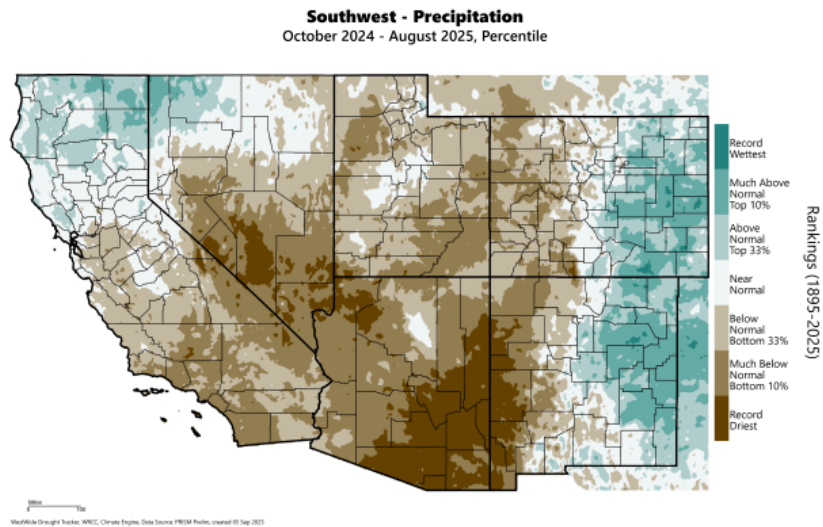 Southwest - Precipitation
October 2024 - August 2025, Percentile
Record
Wettest
Much Above
Normal
Top 10%
Above
Normal
Top 33%
Near
Normal
Below
Normal
Bottom 33%
Much Below
Normal
Bottom 10%
Record
Driest
Rankings (1895-2025)
Miles
0 100
WestWide Drought Tracker, WRCC, Climate Engine, Data Source: PRISM Prelim, created 05 Sep 2025